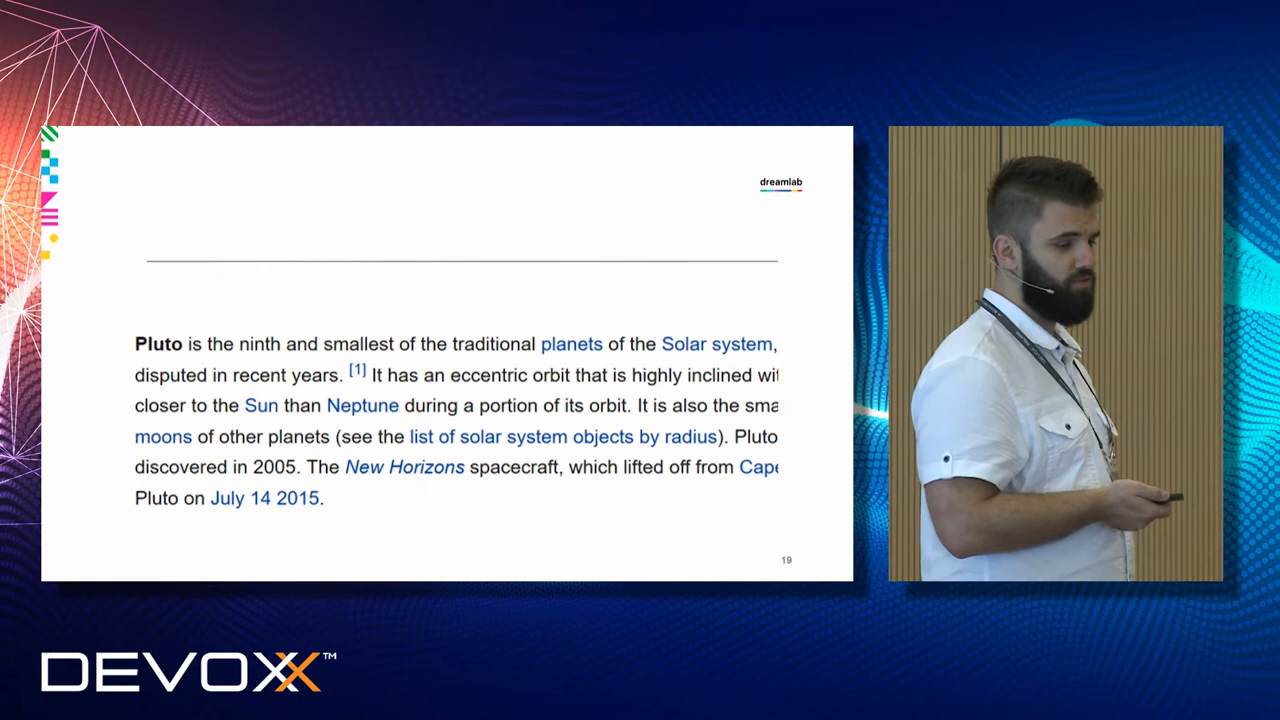 dreamlab
Pluto is the ninth and smallest of the traditional planets of the Solar system,
disputed in recent years. [1] It has an eccentric orbit that is highly inclined
closer to the Sun than Neptune during a portion of its orbit. It is also the
moons of other planets (see the list of solar system objects by radius). Pluto
discovered in 2005. The New Horizons spacecraft, which lifted off from
Pluto on July 14 2015.
19
DEVOXX™